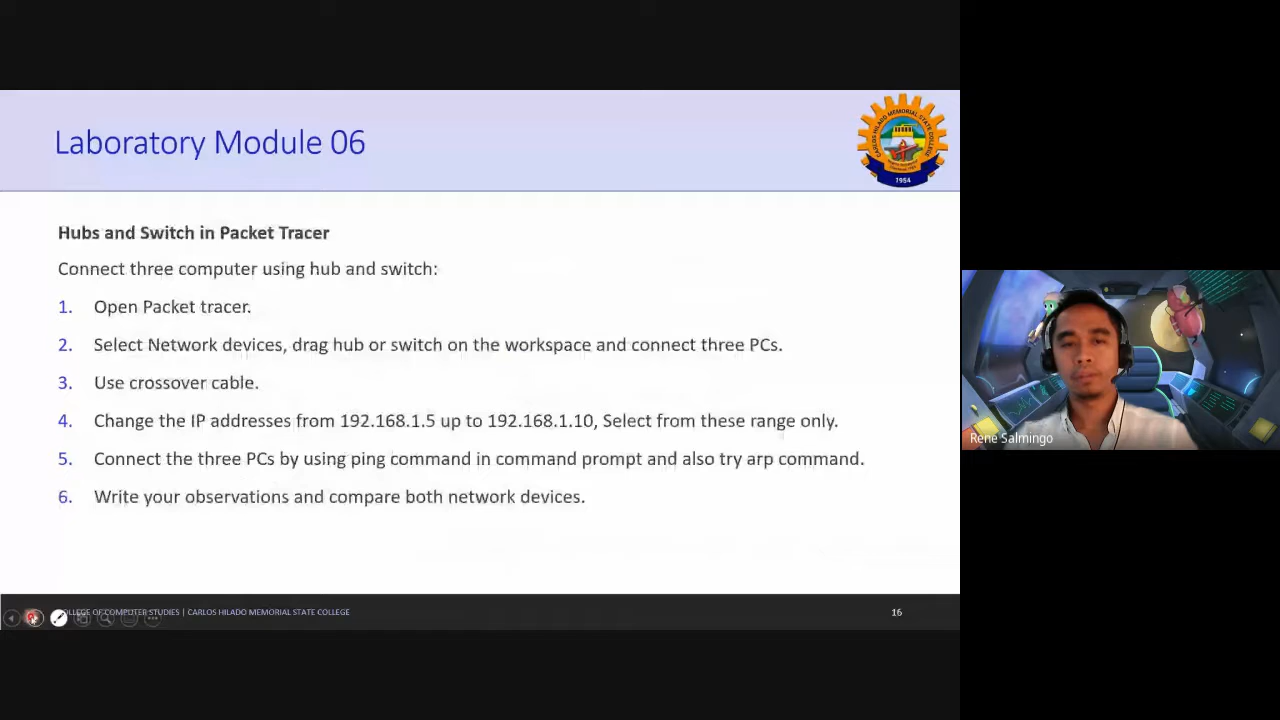 Laboratory Module 06
CARLOS HILADO MEMORIAL STATE COLLEGE
1954
Hubs and Switch in Packet Tracer
Connect three computer using hub and switch:
1. Open Packet tracer.
2. Select Network devices, drag hub or switch on the workspace and connect three PCs.
3. Use crossover cable.
4. Change the IP addresses from 192.168.1.5 up to 192.168.1.10, Select from these range only.
5. Connect the three PCs by using ping command in command prompt and also try arp command.
6. Write your observations and compare both network devices.
Rene Salmingo
OF COMPUTER STUDIES | CARLOS HILADO MEMORIAL STATE COLLEGE
16